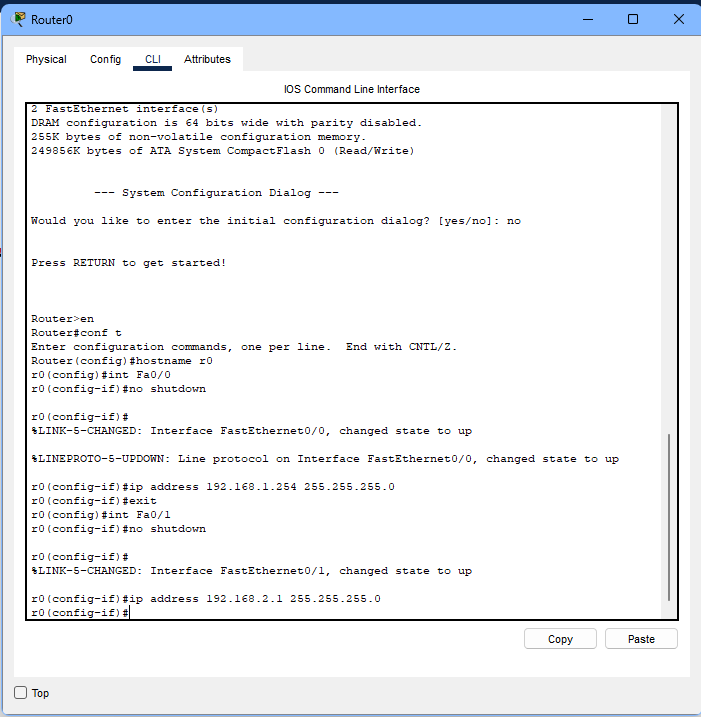 Router0
Physical Config CLI Attributes
IOS Command Line Interface
2 FastEthernet interface(s)
DRAM configuration is 64 bits wide with parity disabled.
255K bytes of non-volatile configuration memory.
249856K bytes of ATA System CompactFlash 0 (Read/Write)
--- System Configuration Dialog ---
Would you like to enter the initial configuration dialog? [yes/no]: no
Press RETURN to get started!
Router>en
Router#conf t
Enter configuration commands, one per line.  End with CNTL/Z.
Router(config)#hostname r0
r0(config)#int Fa0/0
r0(config-if)#no shutdown
r0(config-if)#
%LINK-5-CHANGED: Interface FastEthernet0/0, changed state to up
%LINEPROTO-5-UPDOWN: Line protocol on Interface FastEthernet0/0, changed state to up
r0(config-if)#ip address 192.168.1.254 255.255.255.0
r0(config-if)#exit
r0(config)#int Fa0/1
r0(config-if)#no shutdown
r0(config-if)#
%LINK-5-CHANGED: Interface FastEthernet0/1, changed state to up
r0(config-if)#ip address 192.168.2.1 255.255.255.0
r0(config-if)#
Copy Paste
Top